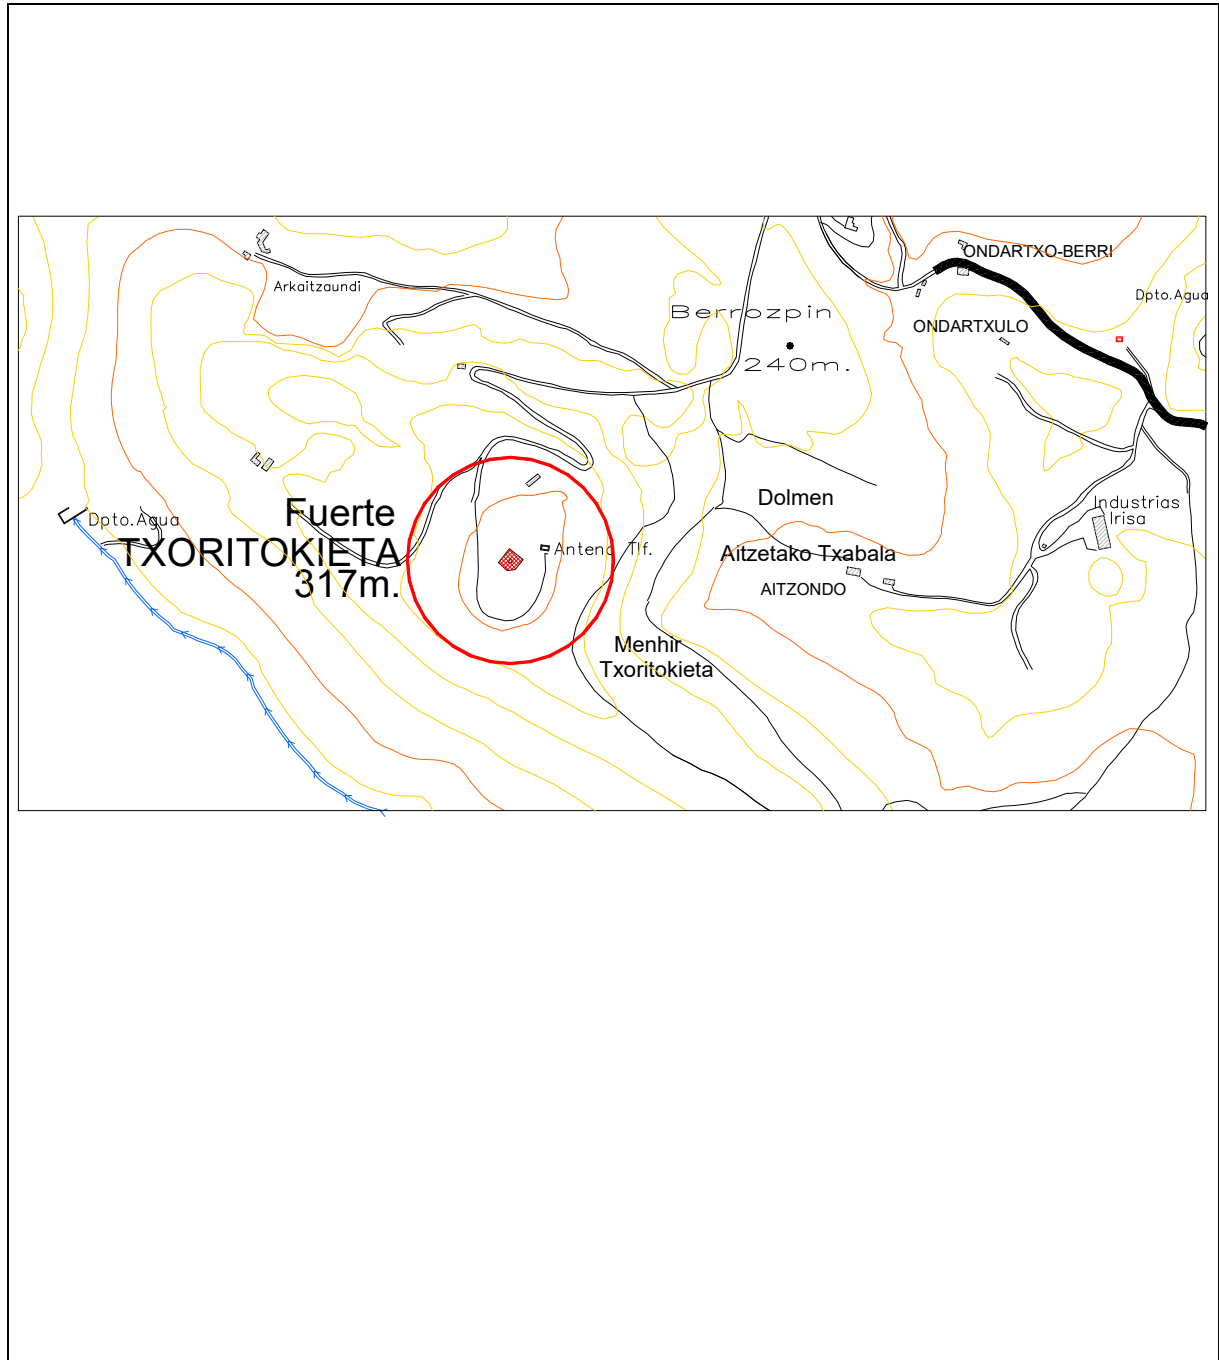 ONDARTXO-BERRI
Arkaitzaundi
Dpto.Agua
Berrozpin
ONDARTXULO
240m.
Dolmen
Industrias
Irisa
Fuerte
Dpto.Agua
TXORITOKIETA
Antena Tlf.
Aitzetako Txabala
317m.
AITZONDO
Menhir
Txoritokieta